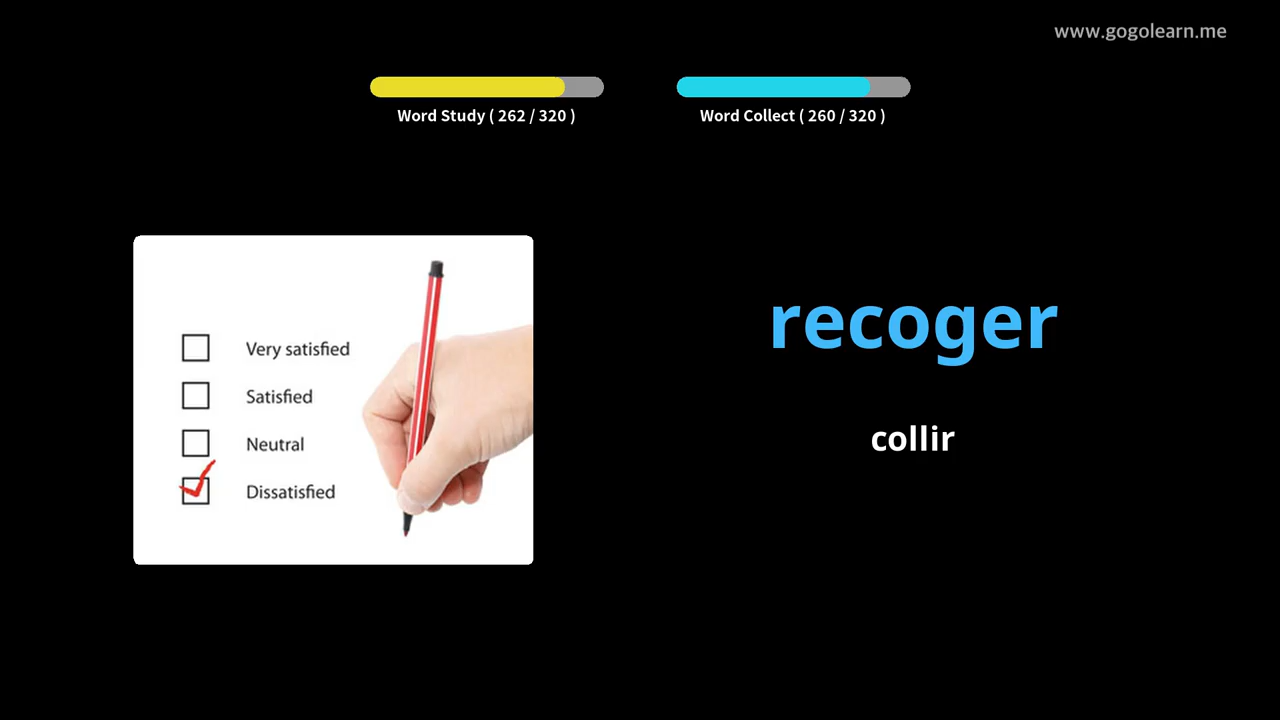 www.gogolearn.me
Word Study ( 262 / 320 )
Word Collect ( 260 / 320 )
Very satisfied
Satisfied
Neutral
Dissatisfied
recoger
collir